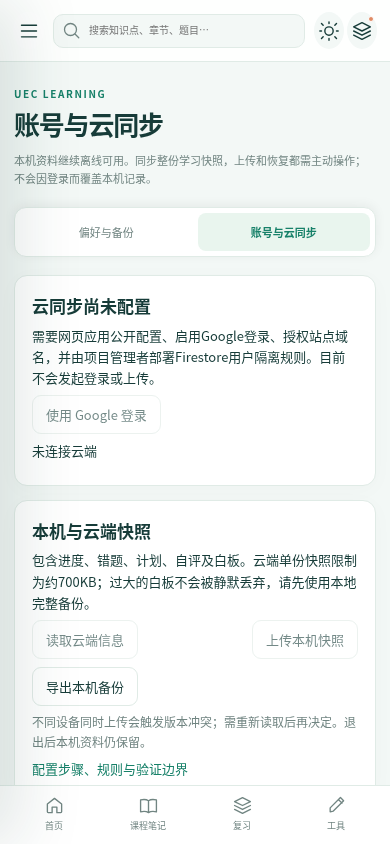 搜索知识点、章节、题目…
UEC LEARNING
账号与云同步
本机资料继续离线可用。同步整份学习快照，上传和恢复都需主动操作；
不会因登录而覆盖本机记录。
偏好与备份
账号与云同步
云同步尚未配置
需要网页应用公开配置、启用Google登录、授权站点域
名，并由项目管理者部署Firestore用户隔离规则。目前
不会发起登录或上传。
使用 Google 登录
未连接云端
本机与云端快照
包含进度、错题、计划、自评及白板。云端单份快照限制
为约700KB；过大的白板不会被静默丢弃，请先使用本地
完整备份。
读取云端信息
上传本机快照
导出本机备份
不同设备同时上传会触发版本冲突；需重新读取后再决定。退
出后本机资料仍保留。
配置步骤、规则与验证边界
首页
课程笔记
复习
工具